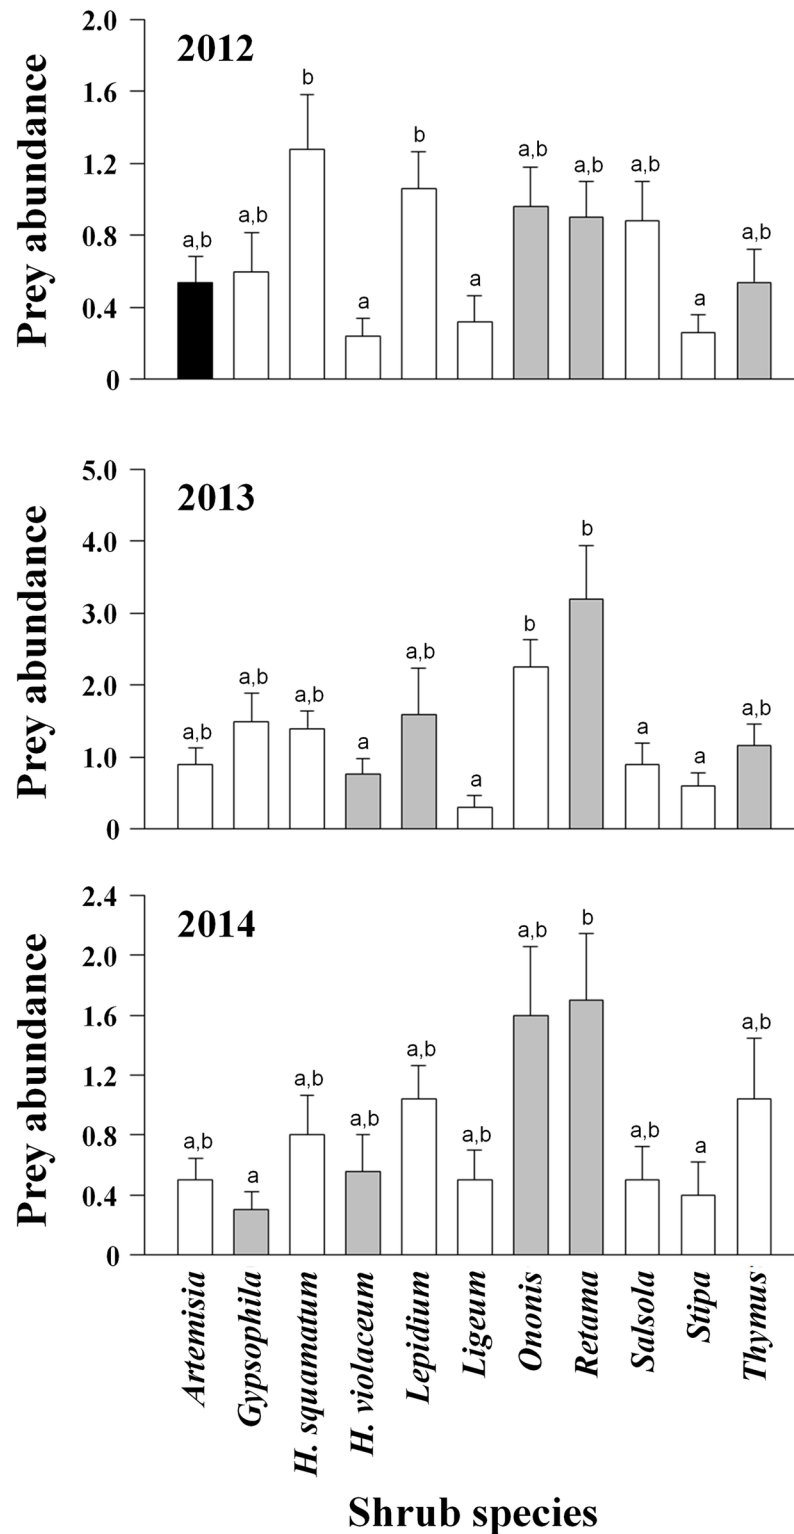 2012
Prey abundance
2.0
1.6
1.2
0.8
0.4
0
a,b
a,b
b
a
b
a
a,b
a,b
a,b
a
a,b
2013
Prey abundance
5.0
4.0
3.0
2.0
1.0
0
a,b
a,b
a,b
a
a,b
a
b
b
a
a
a,b
2014
Prey abundance
2.4
2.0
1.6
1.2
0.8
0.4
0
a,b
a
a,b
a,b
a,b
a,b
a,b
b
a,b
a
a,b
Artemisia
Gypsophila
H. squamatum
H. violaceum
Lepidium
Ligeum
Ononis
Retama
Salsola
Stipa
Thymus
Shrub species